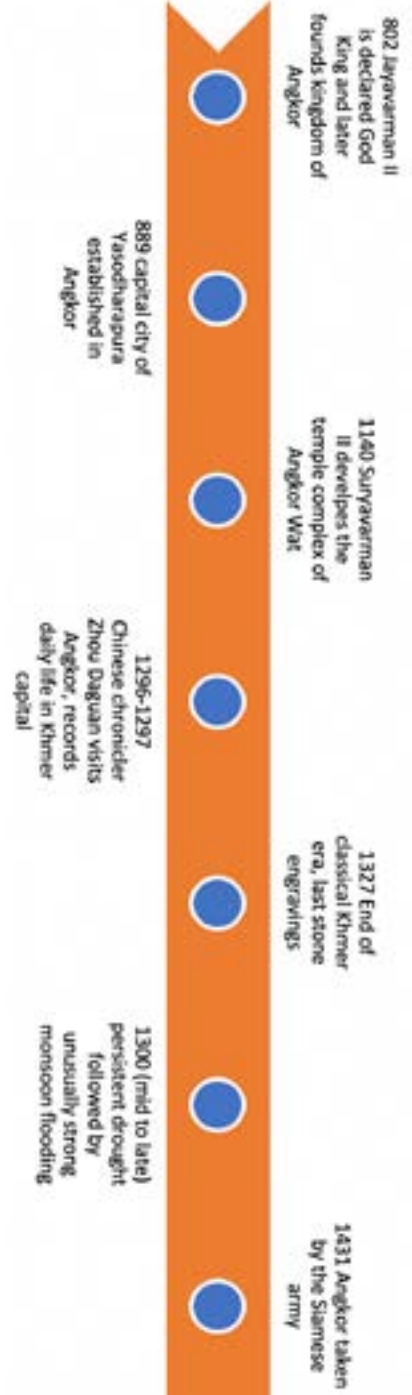 802 Jayavarman II
is declared God
King and later
founds kingdom of
Angkor
889 capital city of
Yasodharapura
established in
Angkor
1140 Suryavarman
II develpes the
temple complex of
Angkor Wat
1296-1297
Chinese chronicler
Zhou Daguan visits
Angkor, records
daily life in Khmer
capital
1327 End of
classical Khmer
era, last stone
engravings
1300 (mid to late)
persistent drought
followed by
unusually strong
monsoon flooding
1431 Angkor taken
by the Siamese
army